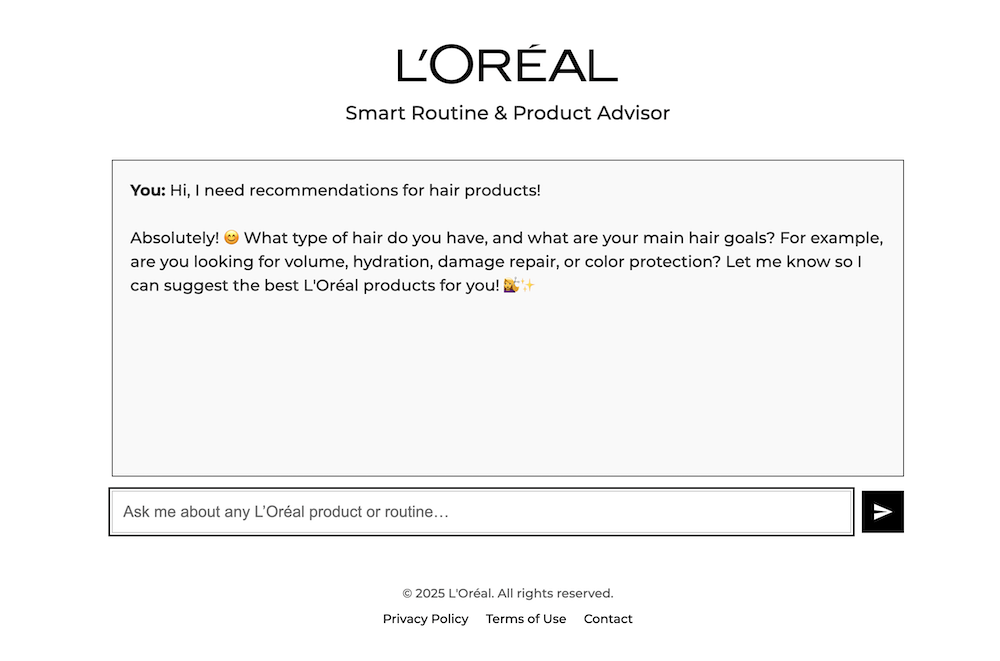 L'ORÉAL
Smart Routine & Product Advisor
You: Hi, I need recommendations for hair products!
Absolutely! 😊 What type of hair do you have, and what are your main hair goals? For example,
are you looking for volume, hydration, damage repair, or color protection? Let me know so I
can suggest the best L'Oréal products for you! 💇‍♀️✨
Ask me about any L’Oréal product or routine…
© 2025 L'Oréal. All rights reserved.
Privacy Policy Terms of Use Contact